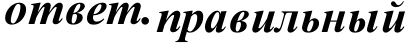 ответ. правильный